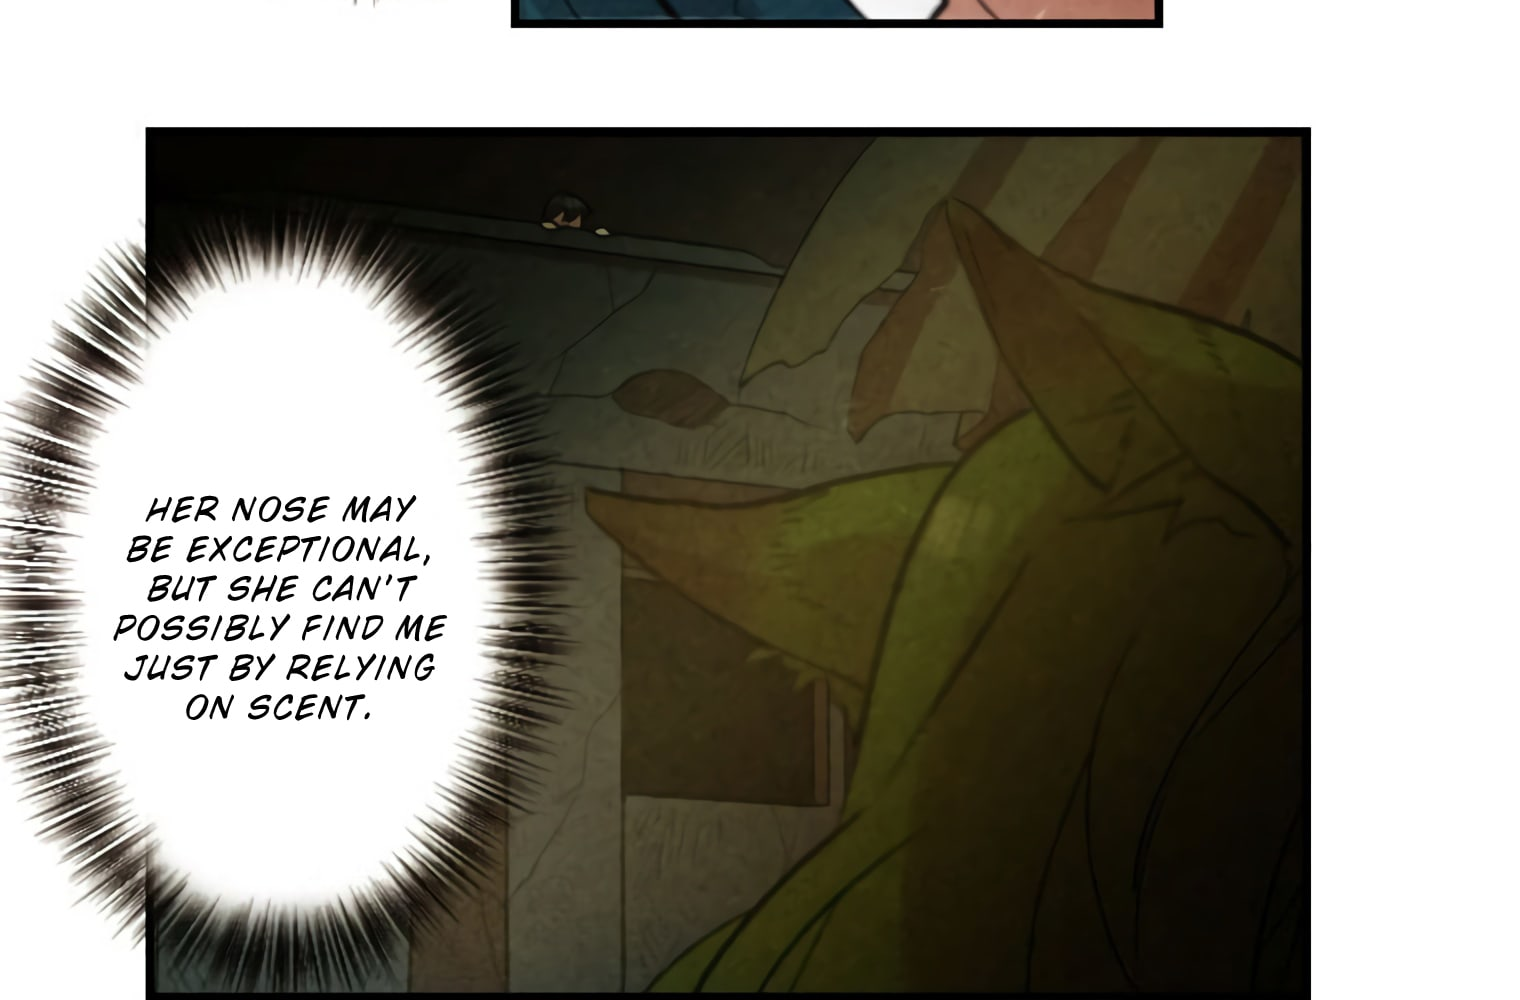 HER NOSE MAY
BE EXCEPTIONAL,
BUT SHE CAN'T
POSSIBLY FIND ME
JUST BY RELYING
ON SCENT.